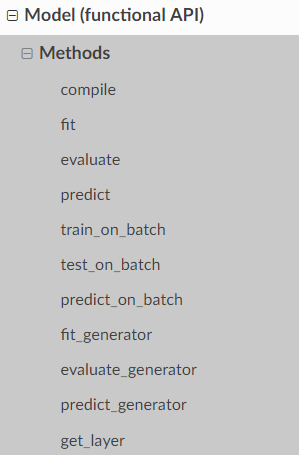 Model (functional API)
Methods
compile
fit
evaluate
predict
train_on_batch
test_on_batch
predict_on_batch
fit_generator
evaluate_generator
predict_generator
get_layer